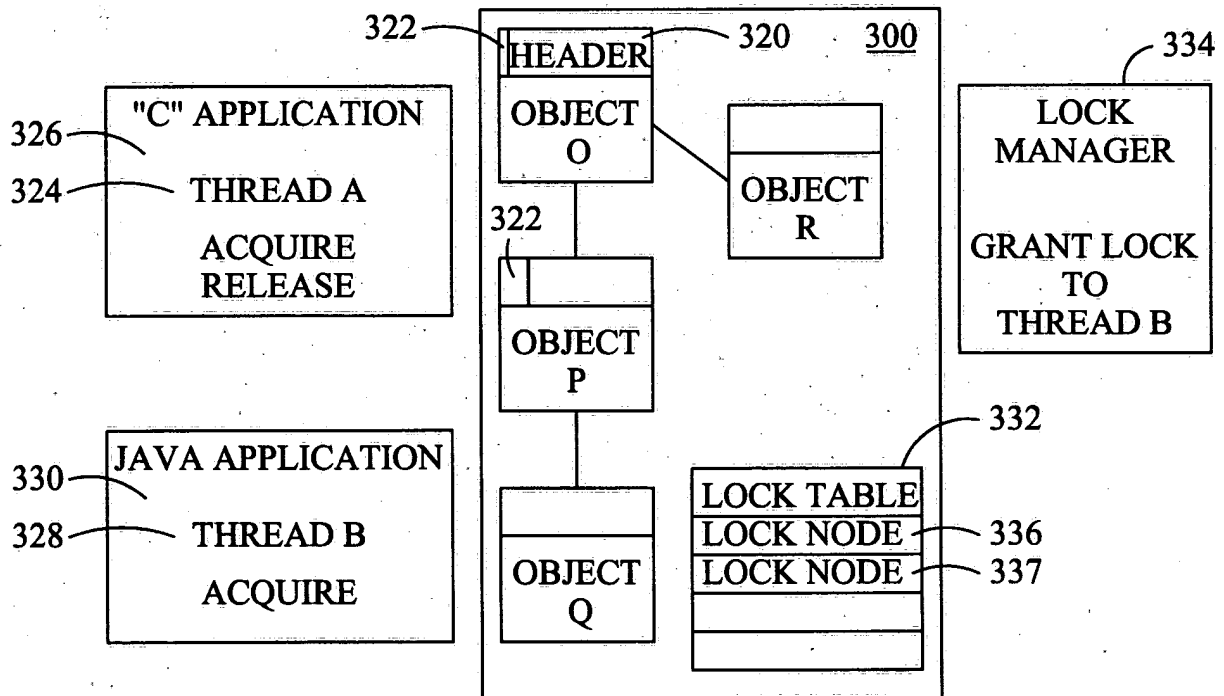 322
HEADER
320
300
334
"C" APPLICATION
326
324
THREAD A
ACQUIRE
RELEASE
OBJECT
O
OBJECT
R
LOCK
MANAGER
GRANT LOCK
TO
THREAD B
322
OBJECT
P
JAVA APPLICATION
330
328
THREAD B
ACQUIRE
OBJECT
Q
332
LOCK TABLE
LOCK NODE
336
LOCK NODE
337